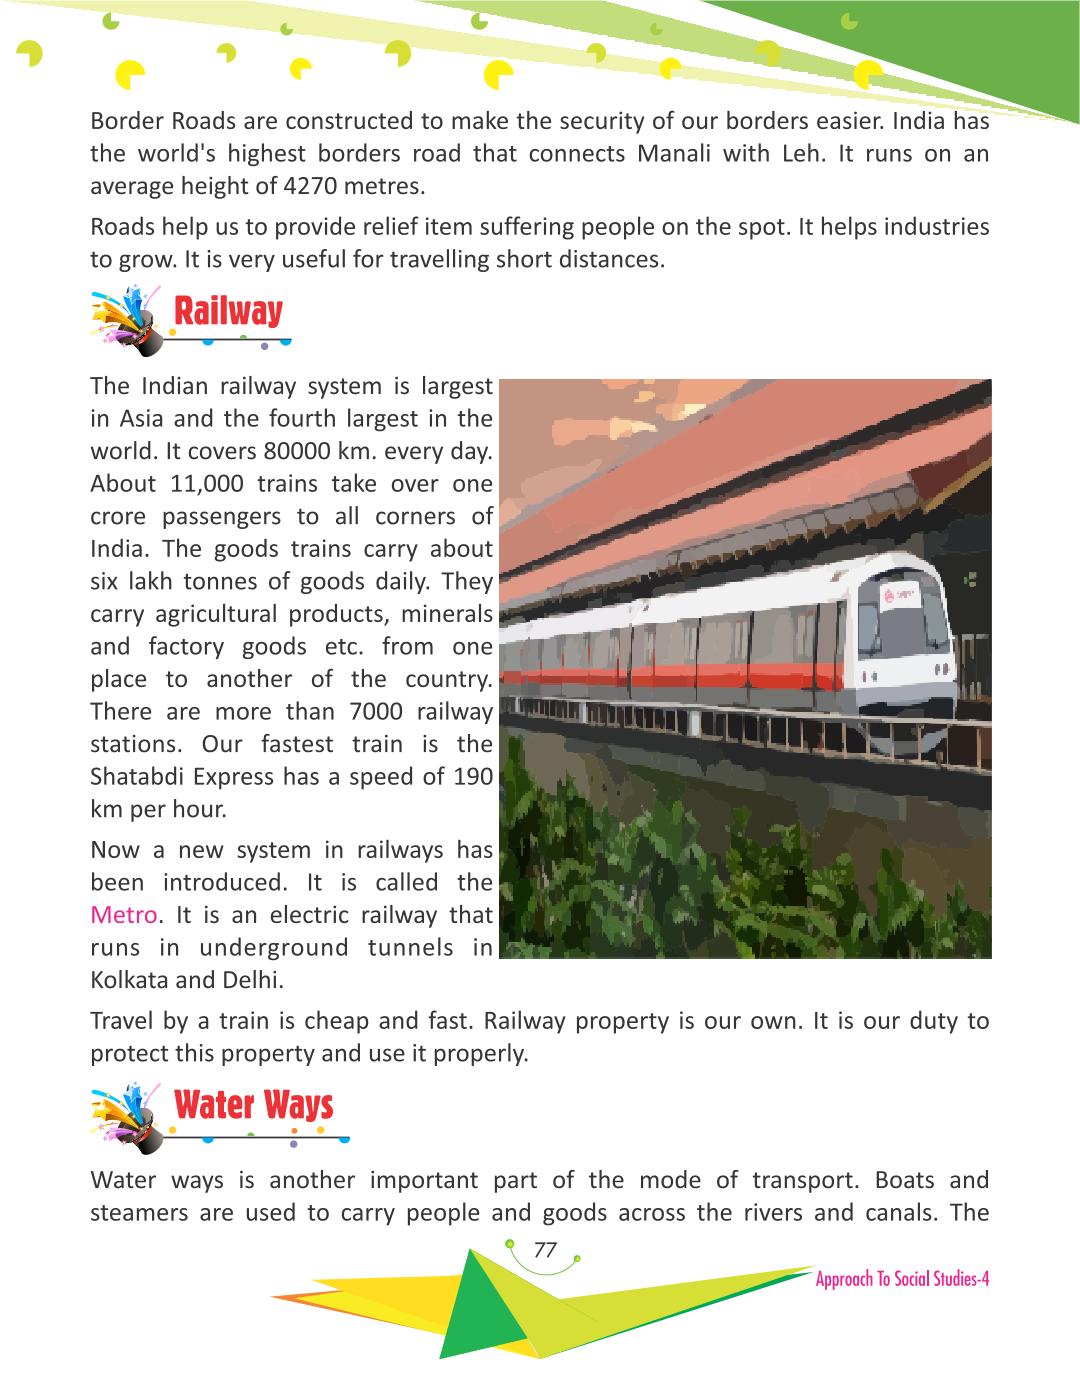 Border Roads are constructed to make the security of our borders easier. India has
the world's highest borders road that connects Manali with Leh. It runs on an
average height of 4270 metres.
Roads help us to provide relief item suffering people on the spot. It helps industries
to grow. It is very useful for travelling short distances.
Railway
The Indian railway system is largest
in Asia and the fourth largest in the
world. It covers 80000 km. every day.
About 11,000 trains take over one
crore passengers to all corners of
India. The goods trains carry about
six lakh tonnes of goods daily. They
carry agricultural products, minerals
and factory goods etc. from one
place to another of the country.
There are more than 7000 railway
stations. Our fastest train is the
Shatabdi Express has a speed of 190
km per hour.
Now a new system in railways has
been introduced. It is called the
Metro. It is an electric railway that
runs in underground tunnels in
Kolkata and Delhi.
Travel by a train is cheap and fast. Railway property is our own. It is our duty to
protect this property and use it properly.
Water Ways
Water ways is another important part of the mode of transport. Boats and
steamers are used to carry people and goods across the rivers and canals. The
77
Approach To Social Studies-4